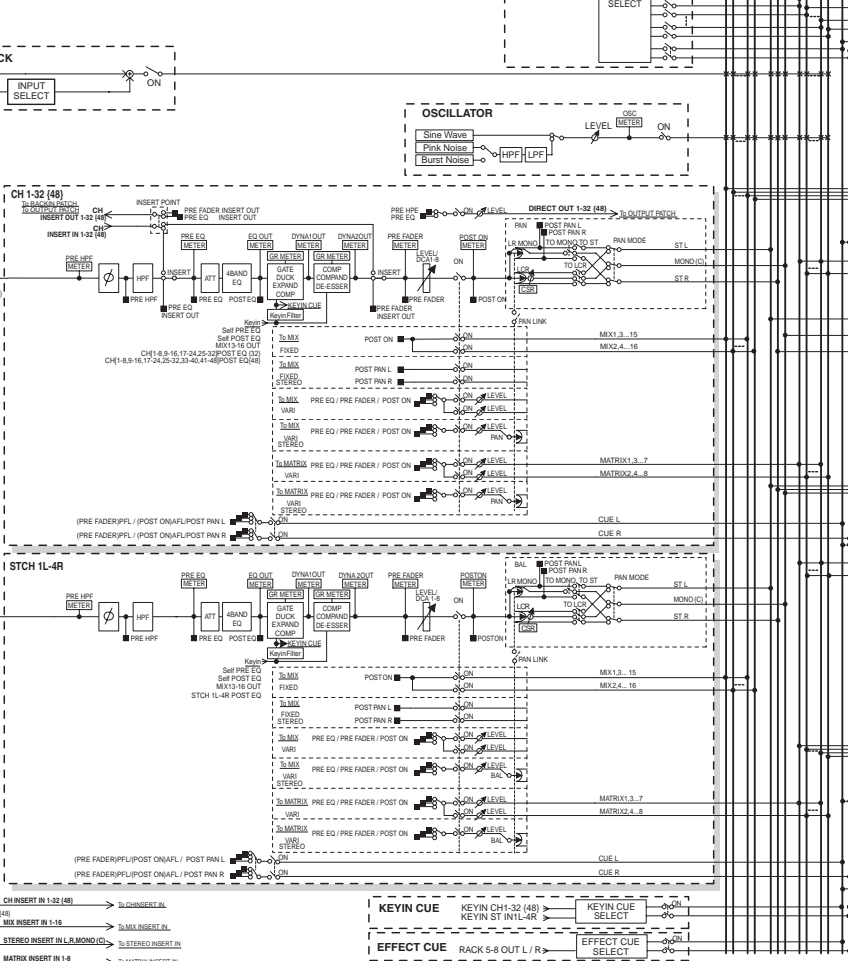 SELECT
CK
INPUT
SELECT
ON
OSCILLATOR
Sine Wave
Pink Noise
Burst Noise
HPF
LPF
LEVEL
OSC
METER
ON
CH 1-32 {48}
To RACKIN PATCH
To OUTPUT PATCH
CH
INSERT OUT 1-32 {48}
CH
INSERT IN 1-32 {48}
INSERT POINT
PRE FADER INSERT OUT
PRE EQ INSERT OUT
PRE HPF
PRE EQ
ON
LEVEL
DIRECT OUT 1-32 {48}
To OUTPUT PATCH
PRE HPF
METER
PRE EQ
METER
EQ OUT
METER
DYNA1OUT
METER
DYNA2OUT
METER
PRE FADER
METER
POST ON
METER
GR METER
GR METER
LEVEL/
DCA1-8
ON
Ø
HPF
INSERT
ATT
4BAND
EQ
GATE
DUCK
EXPAND
COMP
COMP
COMPAND
DE-ESSER
INSERT
PRE HPF
PRE EQ
POSTEQ
PRE EQ
INSERT OUT
KEYIN CUE
Keyin Filter
Keyin
PRE FADER
PRE FADER
INSERT OUT
POST ON
PAN
POST PAN L
POST PAN R
LR MONO
TO MONO TO ST
PAN MODE
LCR
TO LCR
CSR
ST L
MONO (C)
ST R
PAN LINK
Self PRE EQ
Self POST EQ
MIX13-16 OUT
CH[1-8,9-16,17-24,25-32]POST EQ (32)
CH[1-8,9-16,17-24,25-32,33-40,41-48]POST EQ{48}
To MIX
FIXED
POST ON
ON
ON
MIX1,3...15
MIX2,4...16
To MIX
FIXED
STEREO
POST PAN L
POST PAN R
ON
ON
To MIX
VARI
PRE EQ / PRE FADER / POST ON
ON
LEVEL
ON
LEVEL
To MIX
VARI
STEREO
PRE EQ / PRE FADER / POST ON
ON
LEVEL
PAN
To MATRIX
VARI
PRE EQ / PRE FADER / POST ON
ON
LEVEL
ON
LEVEL
MATRIX1,3...7
MATRIX2,4...8
To MATRIX
VARI
STEREO
PRE EQ / PRE FADER / POST ON
ON
LEVEL
PAN
(PRE FADER)PFL / (POST ON)AFL/POST PAN L
ON
CUE L
(PRE FADER)PFL / (POST ON)AFL/POST PAN R
ON
CUE R
STCH 1L-4R
PRE HPF
METER
PRE EQ
METER
EQ OUT
METER
DYNA1OUT
METER
DYNA2OUT
METER
PRE FADER
METER
POSTON
METER
GR METER
GR METER
LEVEL/
DCA 1-8
ON
Ø
HPF
ATT
4BAND
EQ
GATE
DUCK
EXPAND
COMP
COMP
COMPAND
DE-ESSER
PRE HPF
PRE EQ
POSTEQ
KEYIN CUE
Keyin Filter
Keyin
PRE FADER
POSTON
BAL
POST PAN L
POST PAN R
LR MONO
TO MONO TO ST
PAN MODE
LCR
TO LCR
CSR
ST L
MONO (C)
ST R
PAN LINK
Self PRE EQ
Self POST EQ
MIX13-16 OUT
STCH 1L-4R POST EQ
To MIX
FIXED
POSTON
ON
ON
MIX1,3... 15
MIX2,4... 16
To MIX
FIXED
STEREO
POST PAN L
POST PAN R
ON
ON
To MIX
VARI
PRE EQ / PRE FADER / POST ON
ON
LEVEL
ON
LEVEL
To MIX
VARI
STEREO
PRE EQ / PRE FADER / POST ON
ON
LEVEL
BAL
To MATRIX
VARI
PRE EQ / PRE FADER / POST ON
ON
LEVEL
ON
LEVEL
MATRIX1,3...7
MATRIX2,4...8
To MATRIX
VARI
STEREO
PRE EQ / PRE FADER / POST ON
ON
LEVEL
BAL
(PRE FADER)PFL/(POST ON)AFL / POST PAN L
ON
CUE L
(PRE FADER)PFL/(POST ON)AFL / POST PAN R
ON
CUE R
CH INSERT IN 1-32 {48}
To CHINSERT IN
{48}
MIX INSERT IN 1-16
To MIX INSERT IN
STEREO INSERT IN L,R,MONO (C)
To STEREO INSERT IN
MATRIX INSERT IN 1-8
To MATRIX INSERT IN
KEYIN CUE
KEYIN CH1-32 {48}
KEYIN ST IN1L-4R
KEYIN CUE
SELECT
ON
EFFECT CUE
RACK 5-8 OUT L / R
EFFECT CUE
SELECT
ON